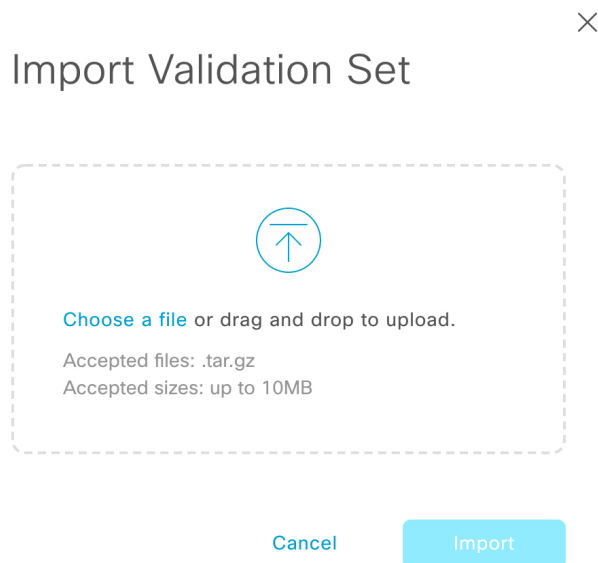 Import Validation Set
Choose a file or drag and drop to upload.
Accepted files: .tar.gz
Accepted sizes: up to 10MB
Cancel
Import